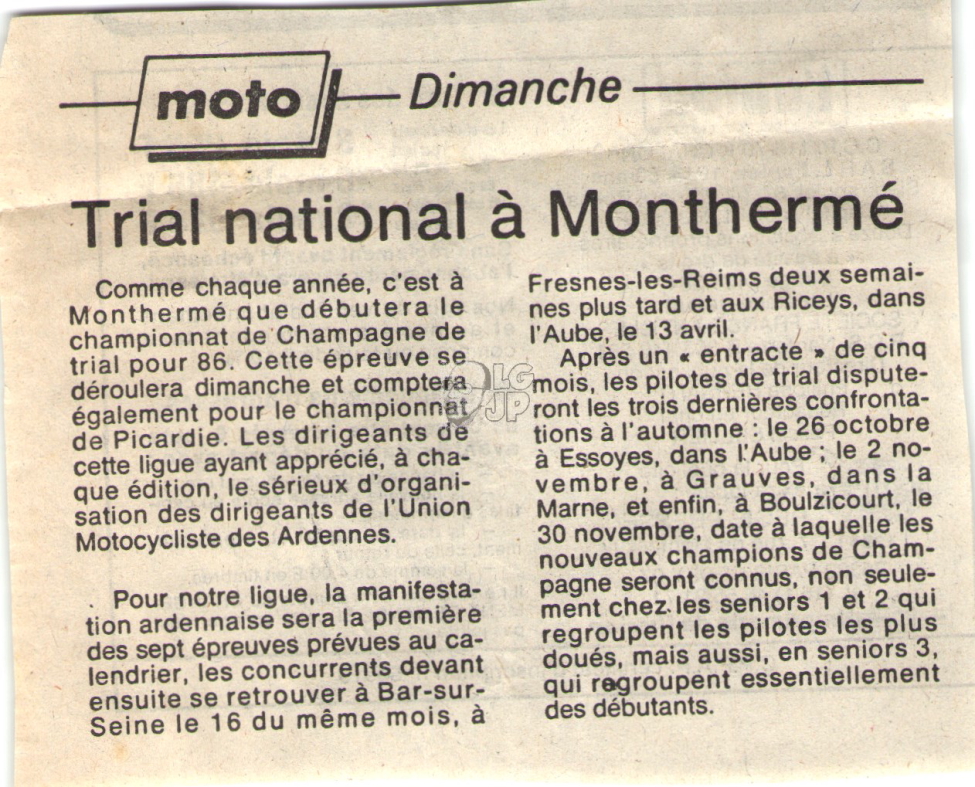 moto
Dimanche
Trial national à Monthermé
Comme chaque année, c'est à
Monthermé que débutera le
championnat de Champagne de
trial pour 86. Cette épreuve se
déroulera dimanche et comptera
également pour le championnat
de Picardie. Les dirigeants de
cette ligue ayant apprécié, à cha-
que édition, le sérieux d'organi-
sation des dirigeants de l'Union
Motocycliste des Ardennes.
Pour notre ligue, la manifesta-
tion ardennaise sera la première
des sept épreuves prévues au ca-
lendrier, les concurrents devant
ensuite se retrouver à Bar-sur-
Seine le 16 du même mois, à
Fresnes-les-Reims deux semai-
nes plus tard et aux Riceys, dans
l'Aube, le 13 avril.
Après un « entracte » de cinq
mois, les pilotes de trial dispute-
ront les trois dernières confronta-
tions à l'automne : le 26 octobre
à Essoyes, dans l'Aube ; le 2 no-
vembre, à Grauves, dans la
Marne, et enfin, à Boulzicourt, le
30 novembre, date à laquelle les
nouveaux champions de Cham-
pagne seront connus, non seule-
ment chez les seniors 1 et 2 qui
regroupent les pilotes les plus
doués, mais aussi, en seniors 3,
qui regroupent essentiellement
des débutants.
LG
JP